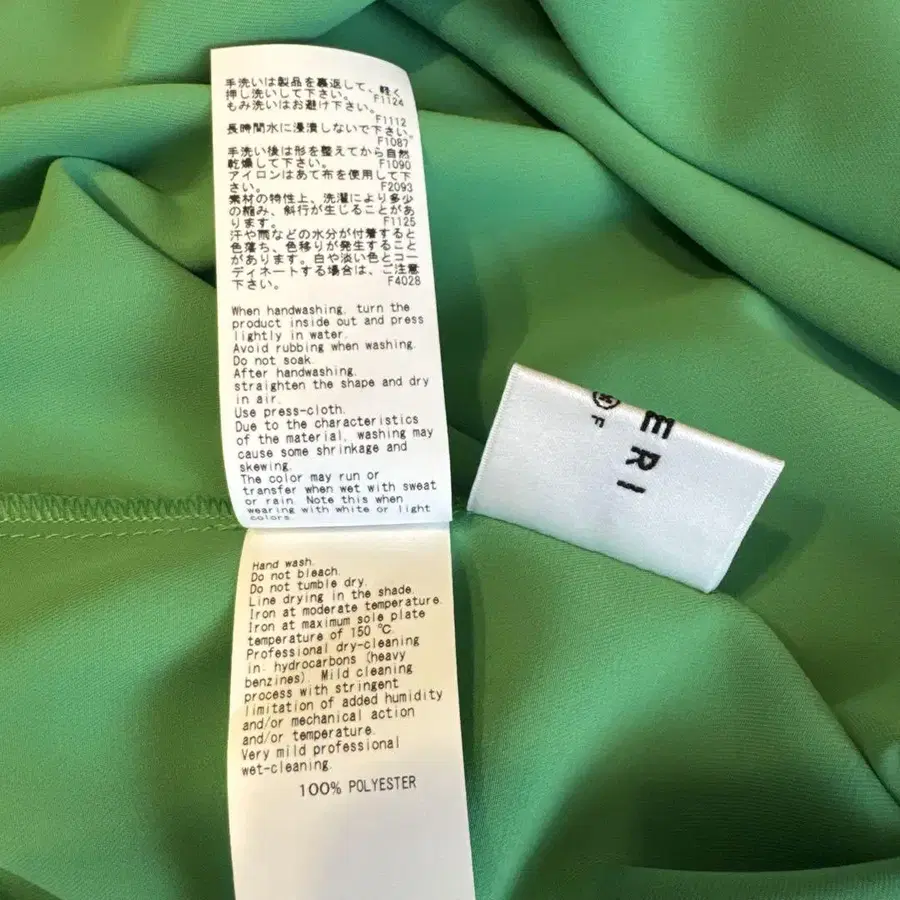 手洗いは製品を裏返して、軽く
押し洗いして下さい。 F1124
もみ洗いはお避け下さい。
F1112
長時間水に浸漬しないで下さい。
F1087
手洗い後は形を整えてから自然
乾燥して下さい。 F1090
アイロンはあて布を使用して下
さい。 F2093
素材の特性上、洗濯により多少
の縮み、斜行が生じることがあ
ります。 F1125
汗や雨などの水分が付着すると
色落ち、色移りが発生すること
があります。白や淡い色とコー
ディネートする場合は、ご注意
下さい。 F4028
When handwashing, turn the
product inside out and press
lightly in water.
Avoid rubbing when washing.
Do not soak.
After handwashing,
straighten the shape and dry
in air.
Use press-cloth.
Due to the characteristics
of the material, washing may
cause some shrinkage and
skewing.
The color may run or
transfer when wet with sweat
or rain. Note this when
wearing with white or light
colors.
Hand wash.
Do not bleach.
Do not tumble dry.
Line drying in the shade.
Iron at moderate temperature.
Iron at maximum sole plate
temperature of 150 ℃.
Professional dry-cleaning
in: hydrocarbons (heavy
benzines). Mild cleaning
process with stringent
limitation of added humidity
and/or mechanical action
and/or temperature.
Very mild professional
wet-cleaning.
100% POLYESTER
ERI
F